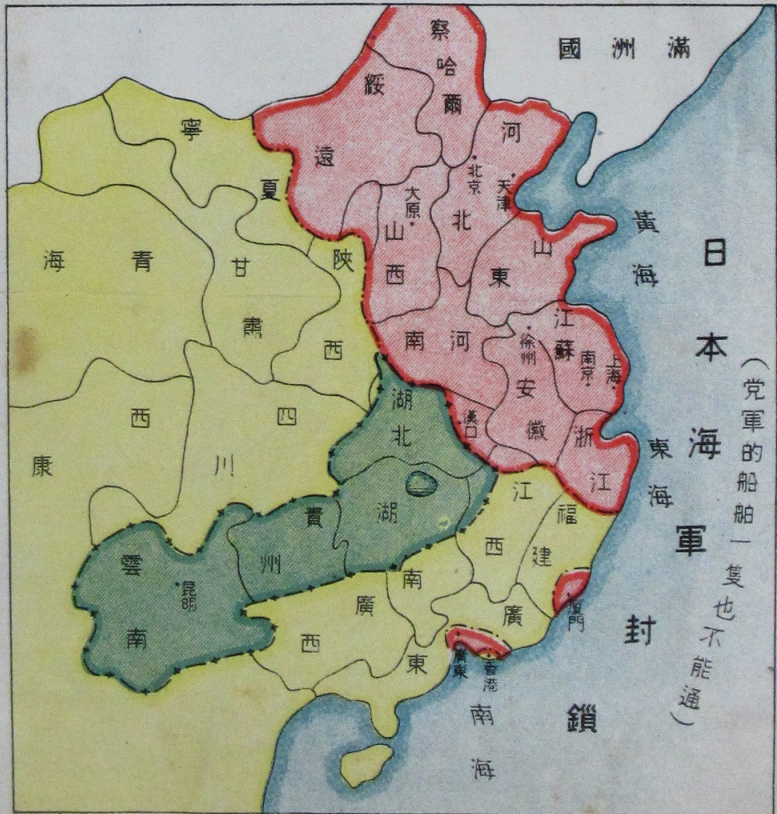 滿洲國
察哈爾
綏遠
河北
北京
天津
寧夏
大原
山西
山東
黃海
陝西
甘肅
青海
河南
江蘇
徐州
南京
上海
安徽
浙江
東海
湖北
漢口
四川
西康
湖南
貴州
雲南
昆明
江西
福建
廈門
廣西
廣東
廣東
香港
南海
日本海軍封鎖
（党軍的船舶一隻也不能通）